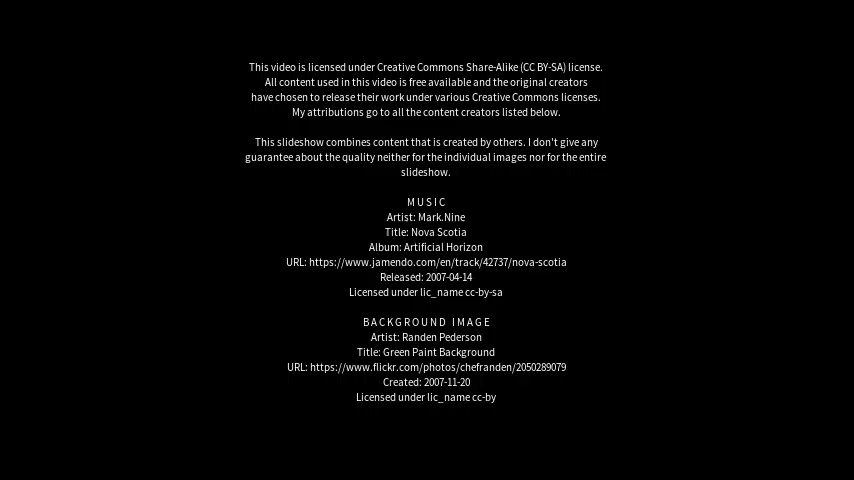 This video is licensed under Creative Commons Share-Alike (CC BY-SA) license.
All content used in this video is free available and the original creators
have chosen to release their work under various Creative Commons licenses.
My attributions go to all the content creators listed below.
This slideshow combines content that is created by others. I don't give any
guarantee about the quality neither for the individual images nor for the entire
slideshow.
MUSIC
Artist: Mark.Nine
Title: Nova Scotia
Album: Artificial Horizon
URL: https://www.jamendo.com/en/track/42737/nova-scotia
Released: 2007-04-14
Licensed under lic_name cc-by-sa
BACKGROUND IMAGE
Artist: Randen Pederson
Title: Green Paint Background
URL: https://www.flickr.com/photos/chefranden/2050289079
Created: 2007-11-20
Licensed under lic_name cc-by